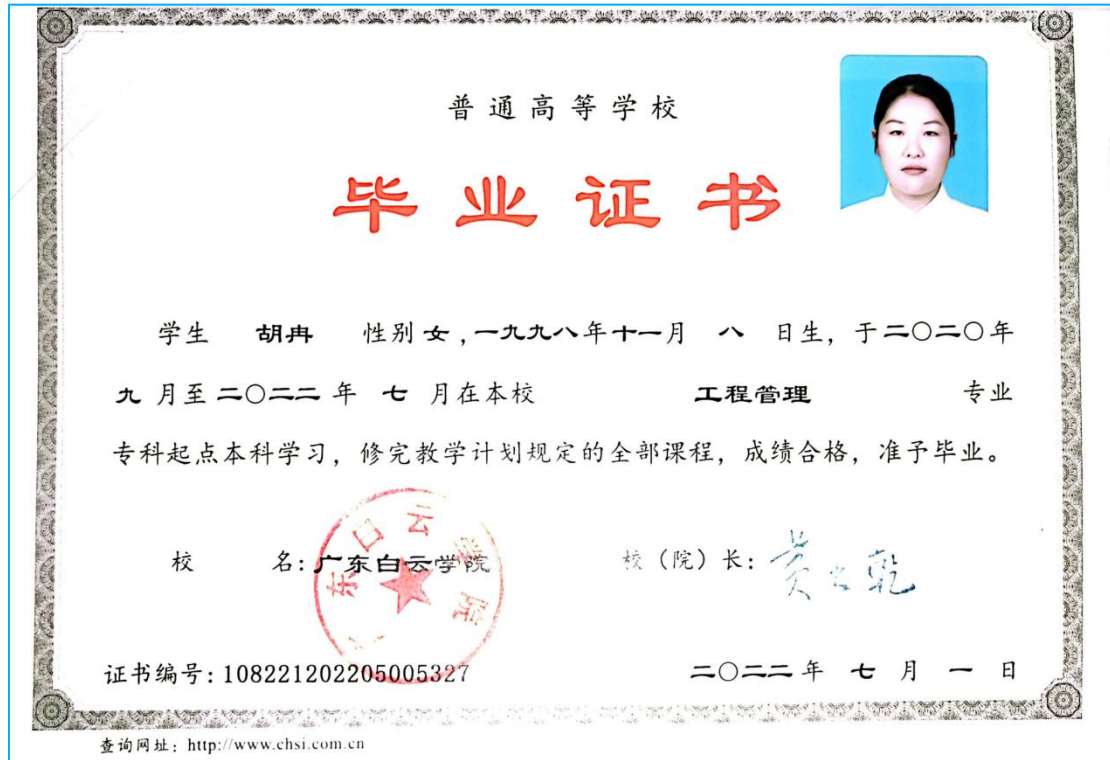 普通高等学校
毕业证书
学生 胡冉 性别 女,一九九八年十一月 八 日生,于二〇二〇年
九 月至二〇二二 年 七 月在本校 工程管理 专业
专科起点本科学习,修完教学计划规定的全部课程,成绩合格,准予毕业。
校 名:广东白云学院 校(院)长:
东白云学院
证书编号:108221202205005327 二〇二二年 七 月 一 日
查询网址:http://www.chsi.com.cn